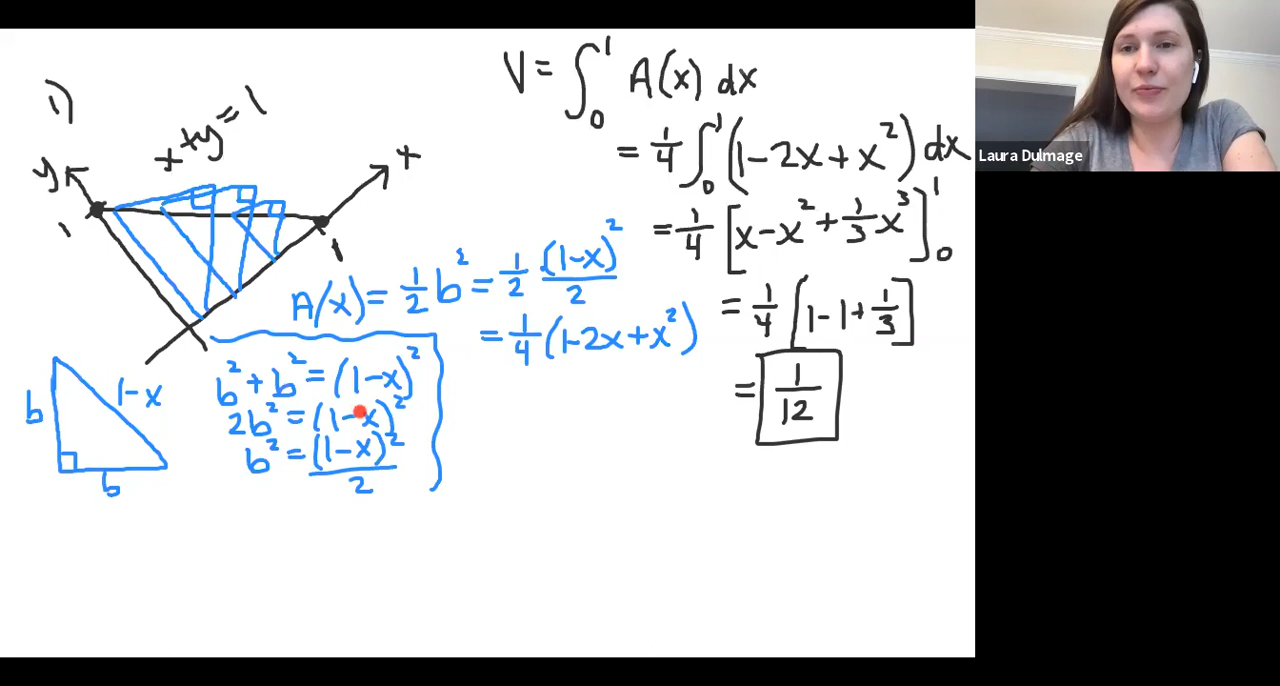 1)
x+y=1
y
x
1
1
A(x) = 1/2 b² = 1/2 (1-x)²/2
= 1/4 (1-2x+x²)
b
1-x
b
b² + b² = (1-x)²
2b² = (1-x)²
b² = (1-x)²/2
V = ∫₀¹ A(x) dx
= 1/4 ∫₀¹ (1-2x+x²) dx
= 1/4 [x-x²+1/3 x³]₀¹
= 1/4 [1-1+1/3]
= 1/12
Laura Dulmage